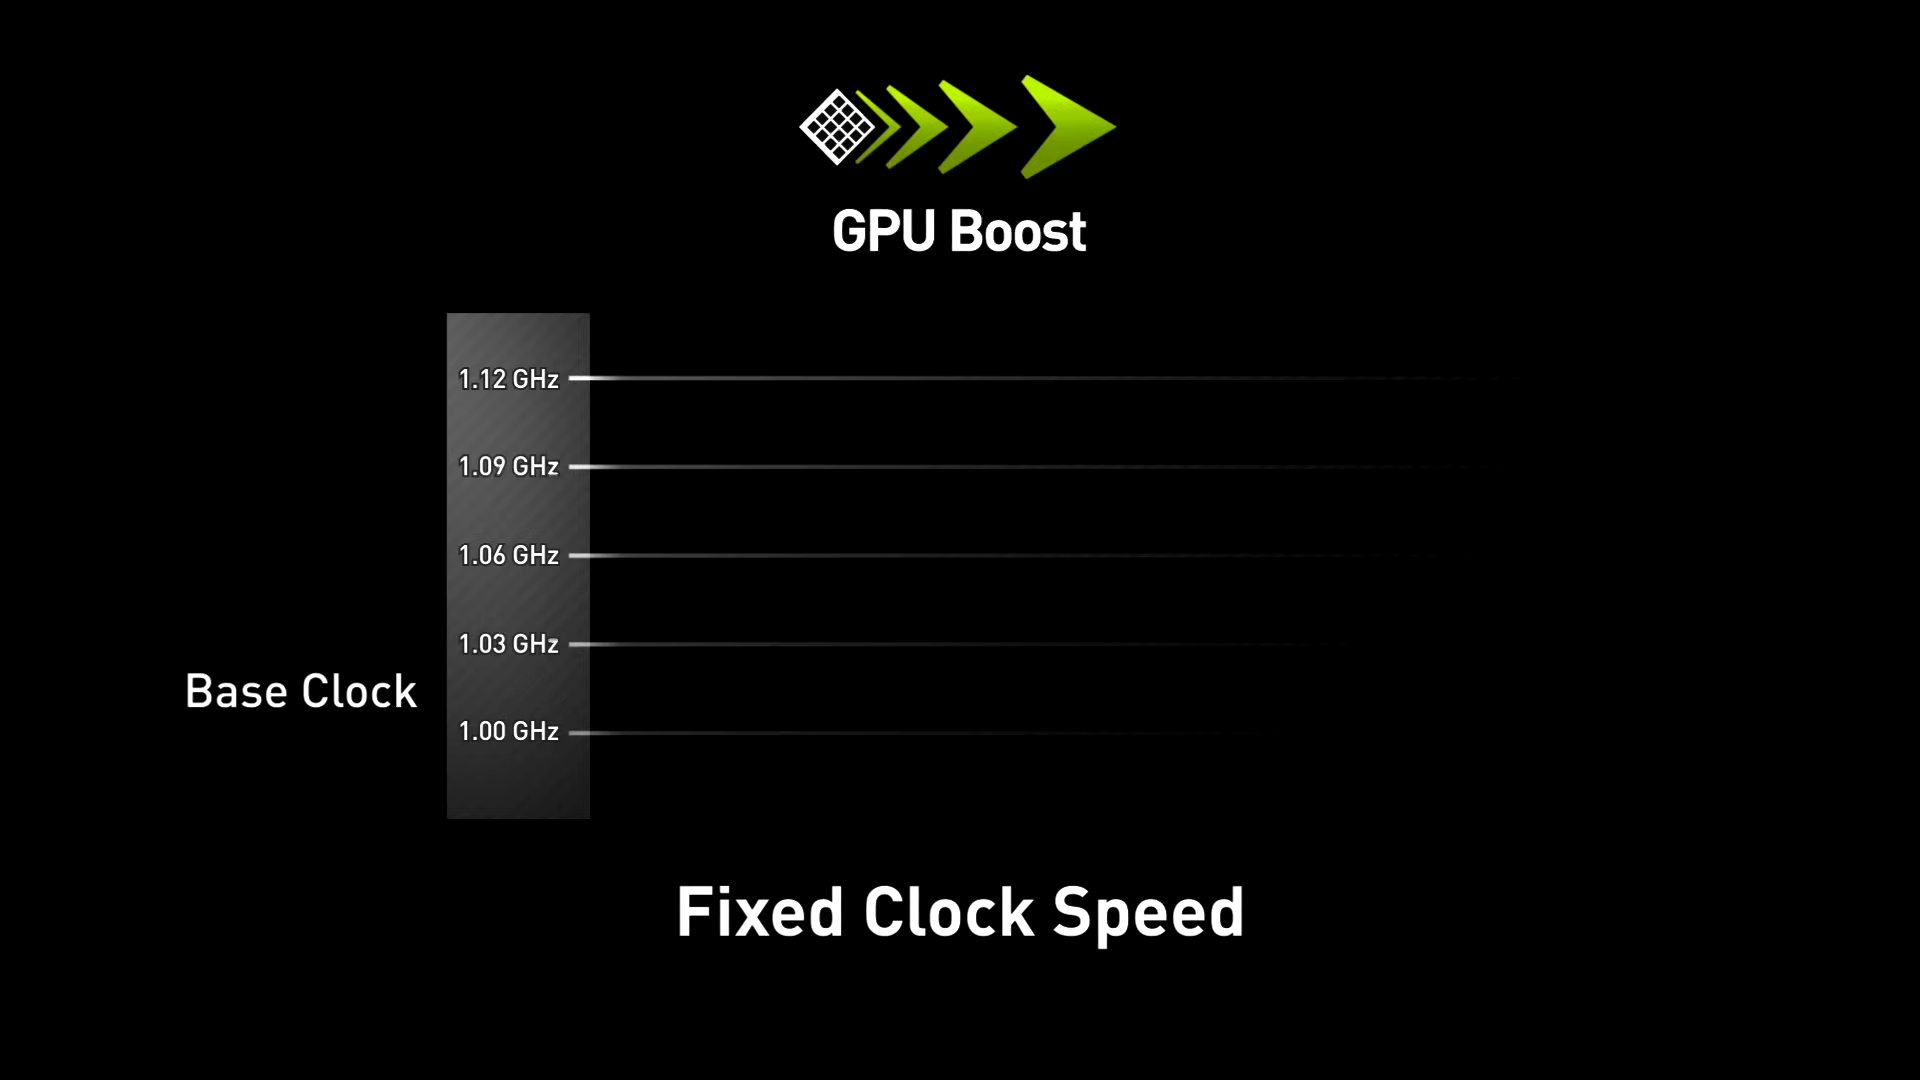 GPU Boost
1.12 GHz
1.09 GHz
1.06 GHz
1.03 GHz
Base Clock
1.00 GHz
Fixed Clock Speed